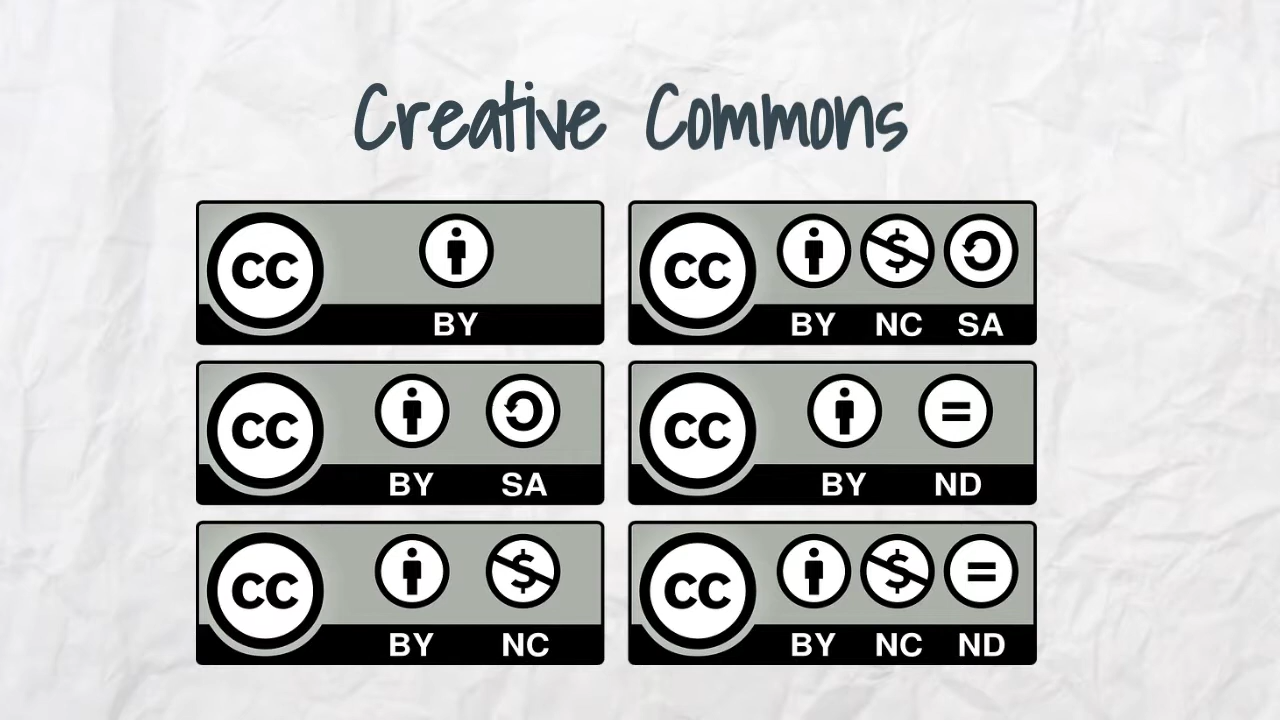 Creative Commons
cc
BY
cc $
BY NC SA
cc
BY SA
cc =
BY ND
cc $
BY NC
cc $ =
BY NC ND